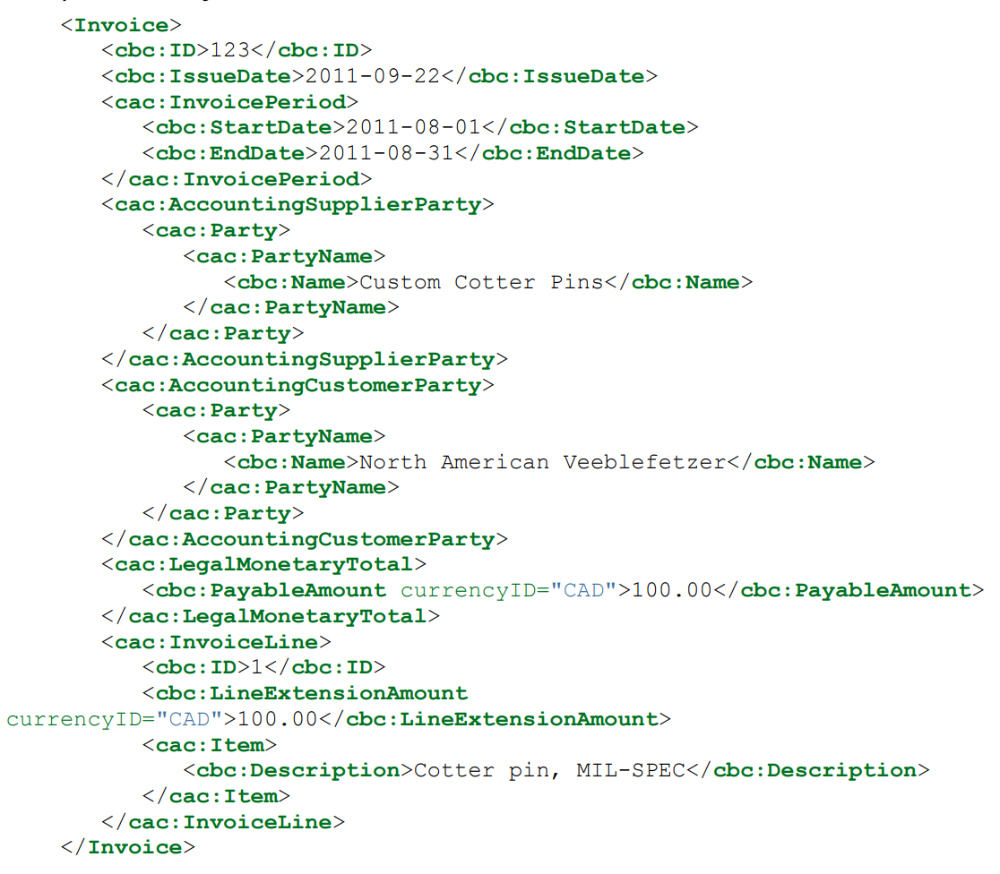 <Invoice>
<cbc:ID>123</cbc:ID>
<cbc:IssueDate>2011-09-22</cbc:IssueDate>
<cac:InvoicePeriod>
<cbc:StartDate>2011-08-01</cbc:StartDate>
<cbc:EndDate>2011-08-31</cbc:EndDate>
</cac:InvoicePeriod>
<cac:AccountingSupplierParty>
<cac:Party>
<cac:PartyName>
<cbc:Name>Custom Cotter Pins</cbc:Name>
</cac:PartyName>
</cac:Party>
</cac:AccountingSupplierParty>
<cac:AccountingCustomerParty>
<cac:Party>
<cac:PartyName>
<cbc:Name>North American Veeblefetzer</cbc:Name>
</cac:PartyName>
</cac:Party>
</cac:AccountingCustomerParty>
<cac:LegalMonetaryTotal>
<cbc:PayableAmount currencyID="CAD">100.00</cbc:PayableAmount>
</cac:LegalMonetaryTotal>
<cac:InvoiceLine>
<cbc:ID>1</cbc:ID>
<cbc:LineExtensionAmount
currencyID="CAD">100.00</cbc:LineExtensionAmount>
<cac:Item>
<cbc:Description>Cotter pin, MIL-SPEC</cbc:Description>
</cac:Item>
</cac:InvoiceLine>
</Invoice>